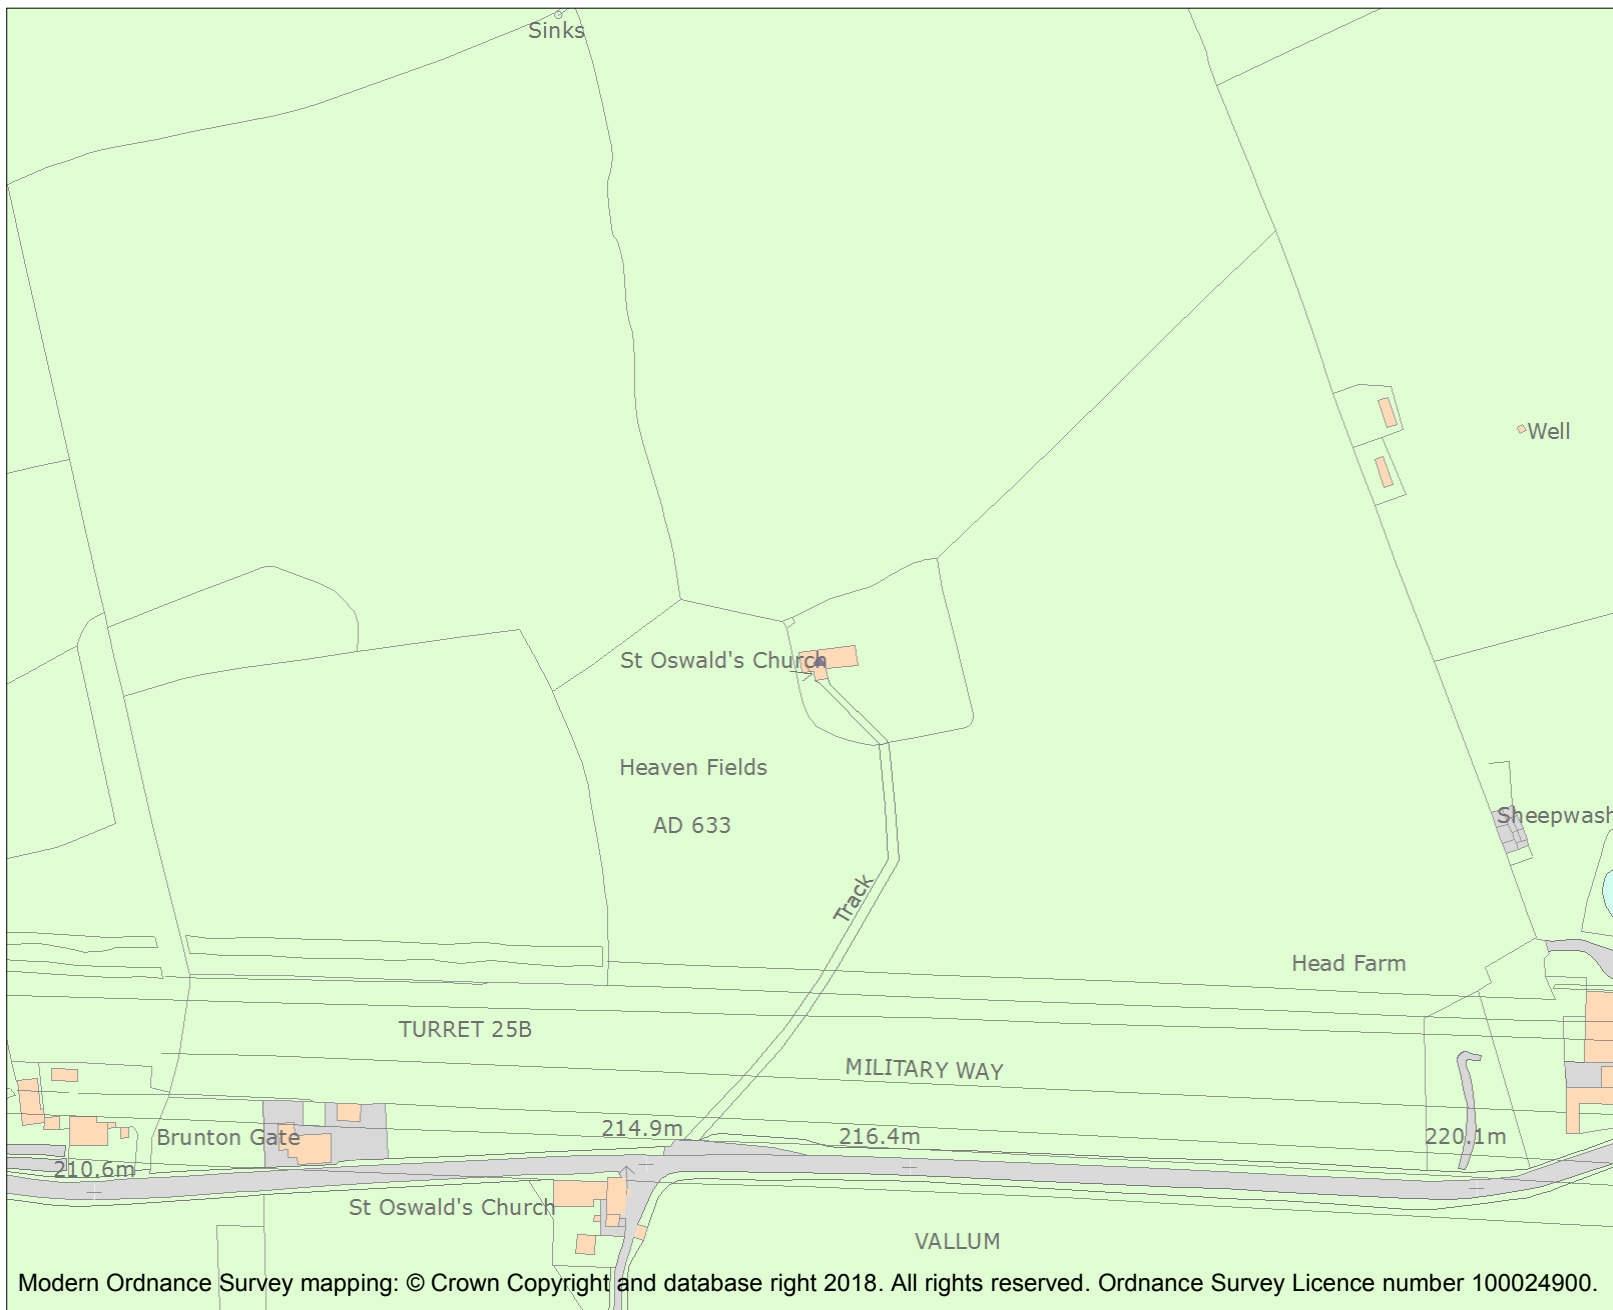 Sinks
Well
St Oswald's Church
Heaven Fields
AD 633
Sheepwash
Track
Head Farm
TURRET 25B
MILITARY WAY
214.9m
216.4m
220.1m
Brunton Gate
210.6m
St Oswald's Church
VALLUM
Modern Ordnance Survey mapping: © Crown Copyright and database right 2018. All rights reserved. Ordnance Survey Licence number 100024900.